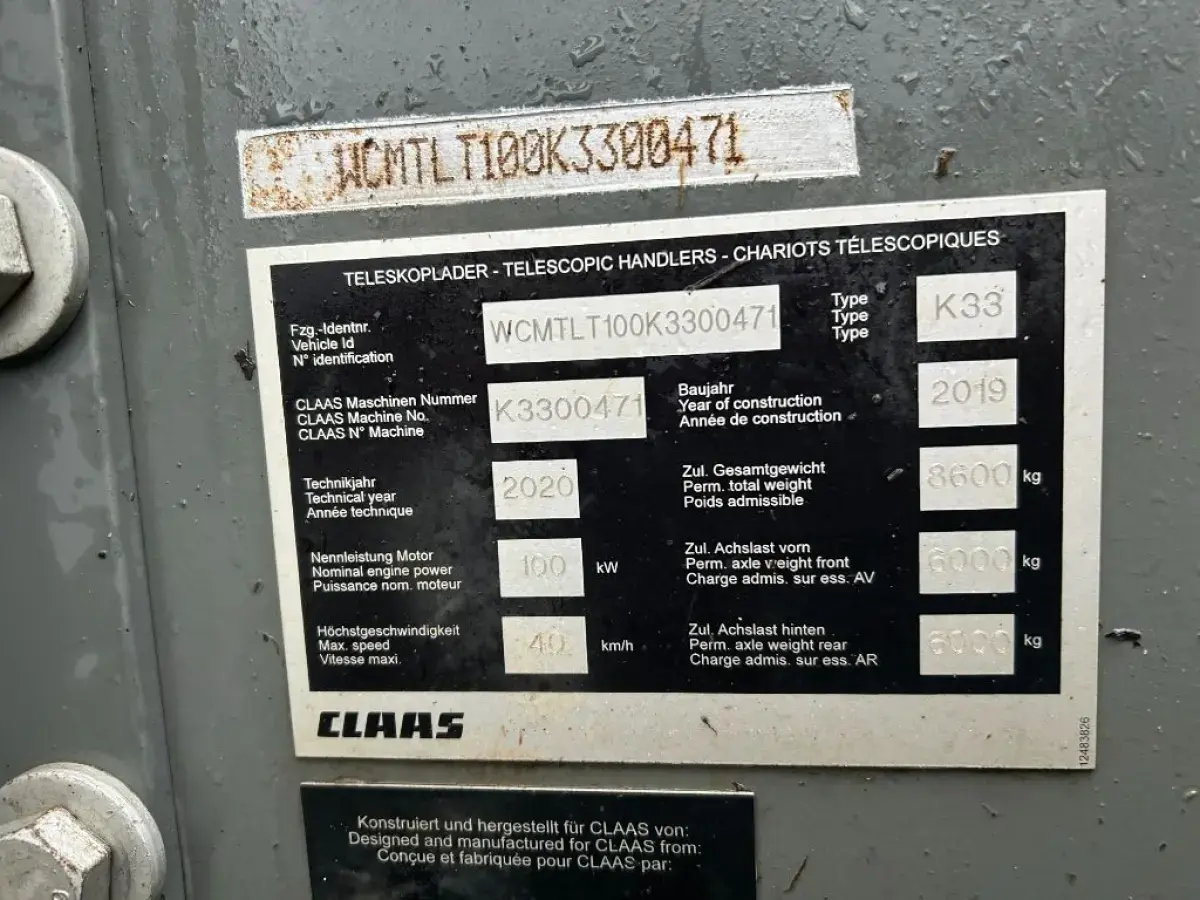 WCMTLT100K3300471
TELESKOPLADER - TELESCOPIC HANDLERS - CHARIOTS TÉLESCOPIQUES
Fzg.-Identnr.
Vehicle Id
N° identification
WCMTLT100K3300471
Type
Type
Type
K33
CLAAS Maschinen Nummer
CLAAS Machine No.
CLAAS N° Machine
K3300471
Baujahr
Year of construction
Année de construction
2019
Technikjahr
Technical year
Année technique
2020
Zul. Gesamtgewicht
Perm. total weight
Poids admissible
8600 kg
Nennleistung Motor
Nominal engine power
Puissance nom. moteur
100 kW
Zul. Achslast vorn
Perm. axle weight front
Charge admis. sur ess. AV
6000 kg
Höchstgeschwindigkeit
Max. speed
Vitesse maxi.
40 km/h
Zul. Achslast hinten
Perm. axle weight rear
Charge admis. sur ess. AR
6000 kg
CLAAS
12483826
Konstruiert und hergestellt für CLAAS von:
Designed and manufactured for CLAAS from:
Conçue et fabriquée pour CLAAS par: